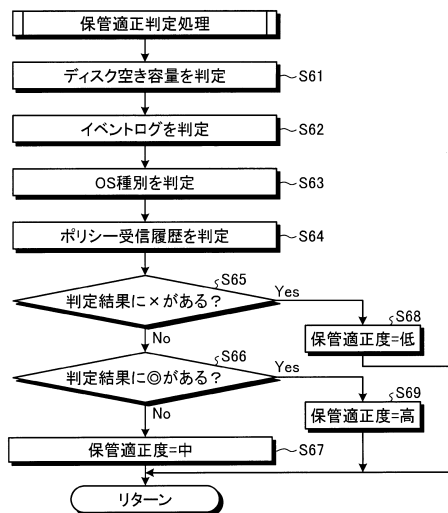 保管適正判定処理
ディスク空き容量を判定
S61
イベントログを判定
S62
OS種別を判定
S63
ポリシー受信履歴を判定
S64
S65
判定結果に×がある?
Yes
No
S68
保管適正度=低
S66
判定結果に◎がある?
Yes
No
S69
保管適正度=高
保管適正度=中
S67
リターン